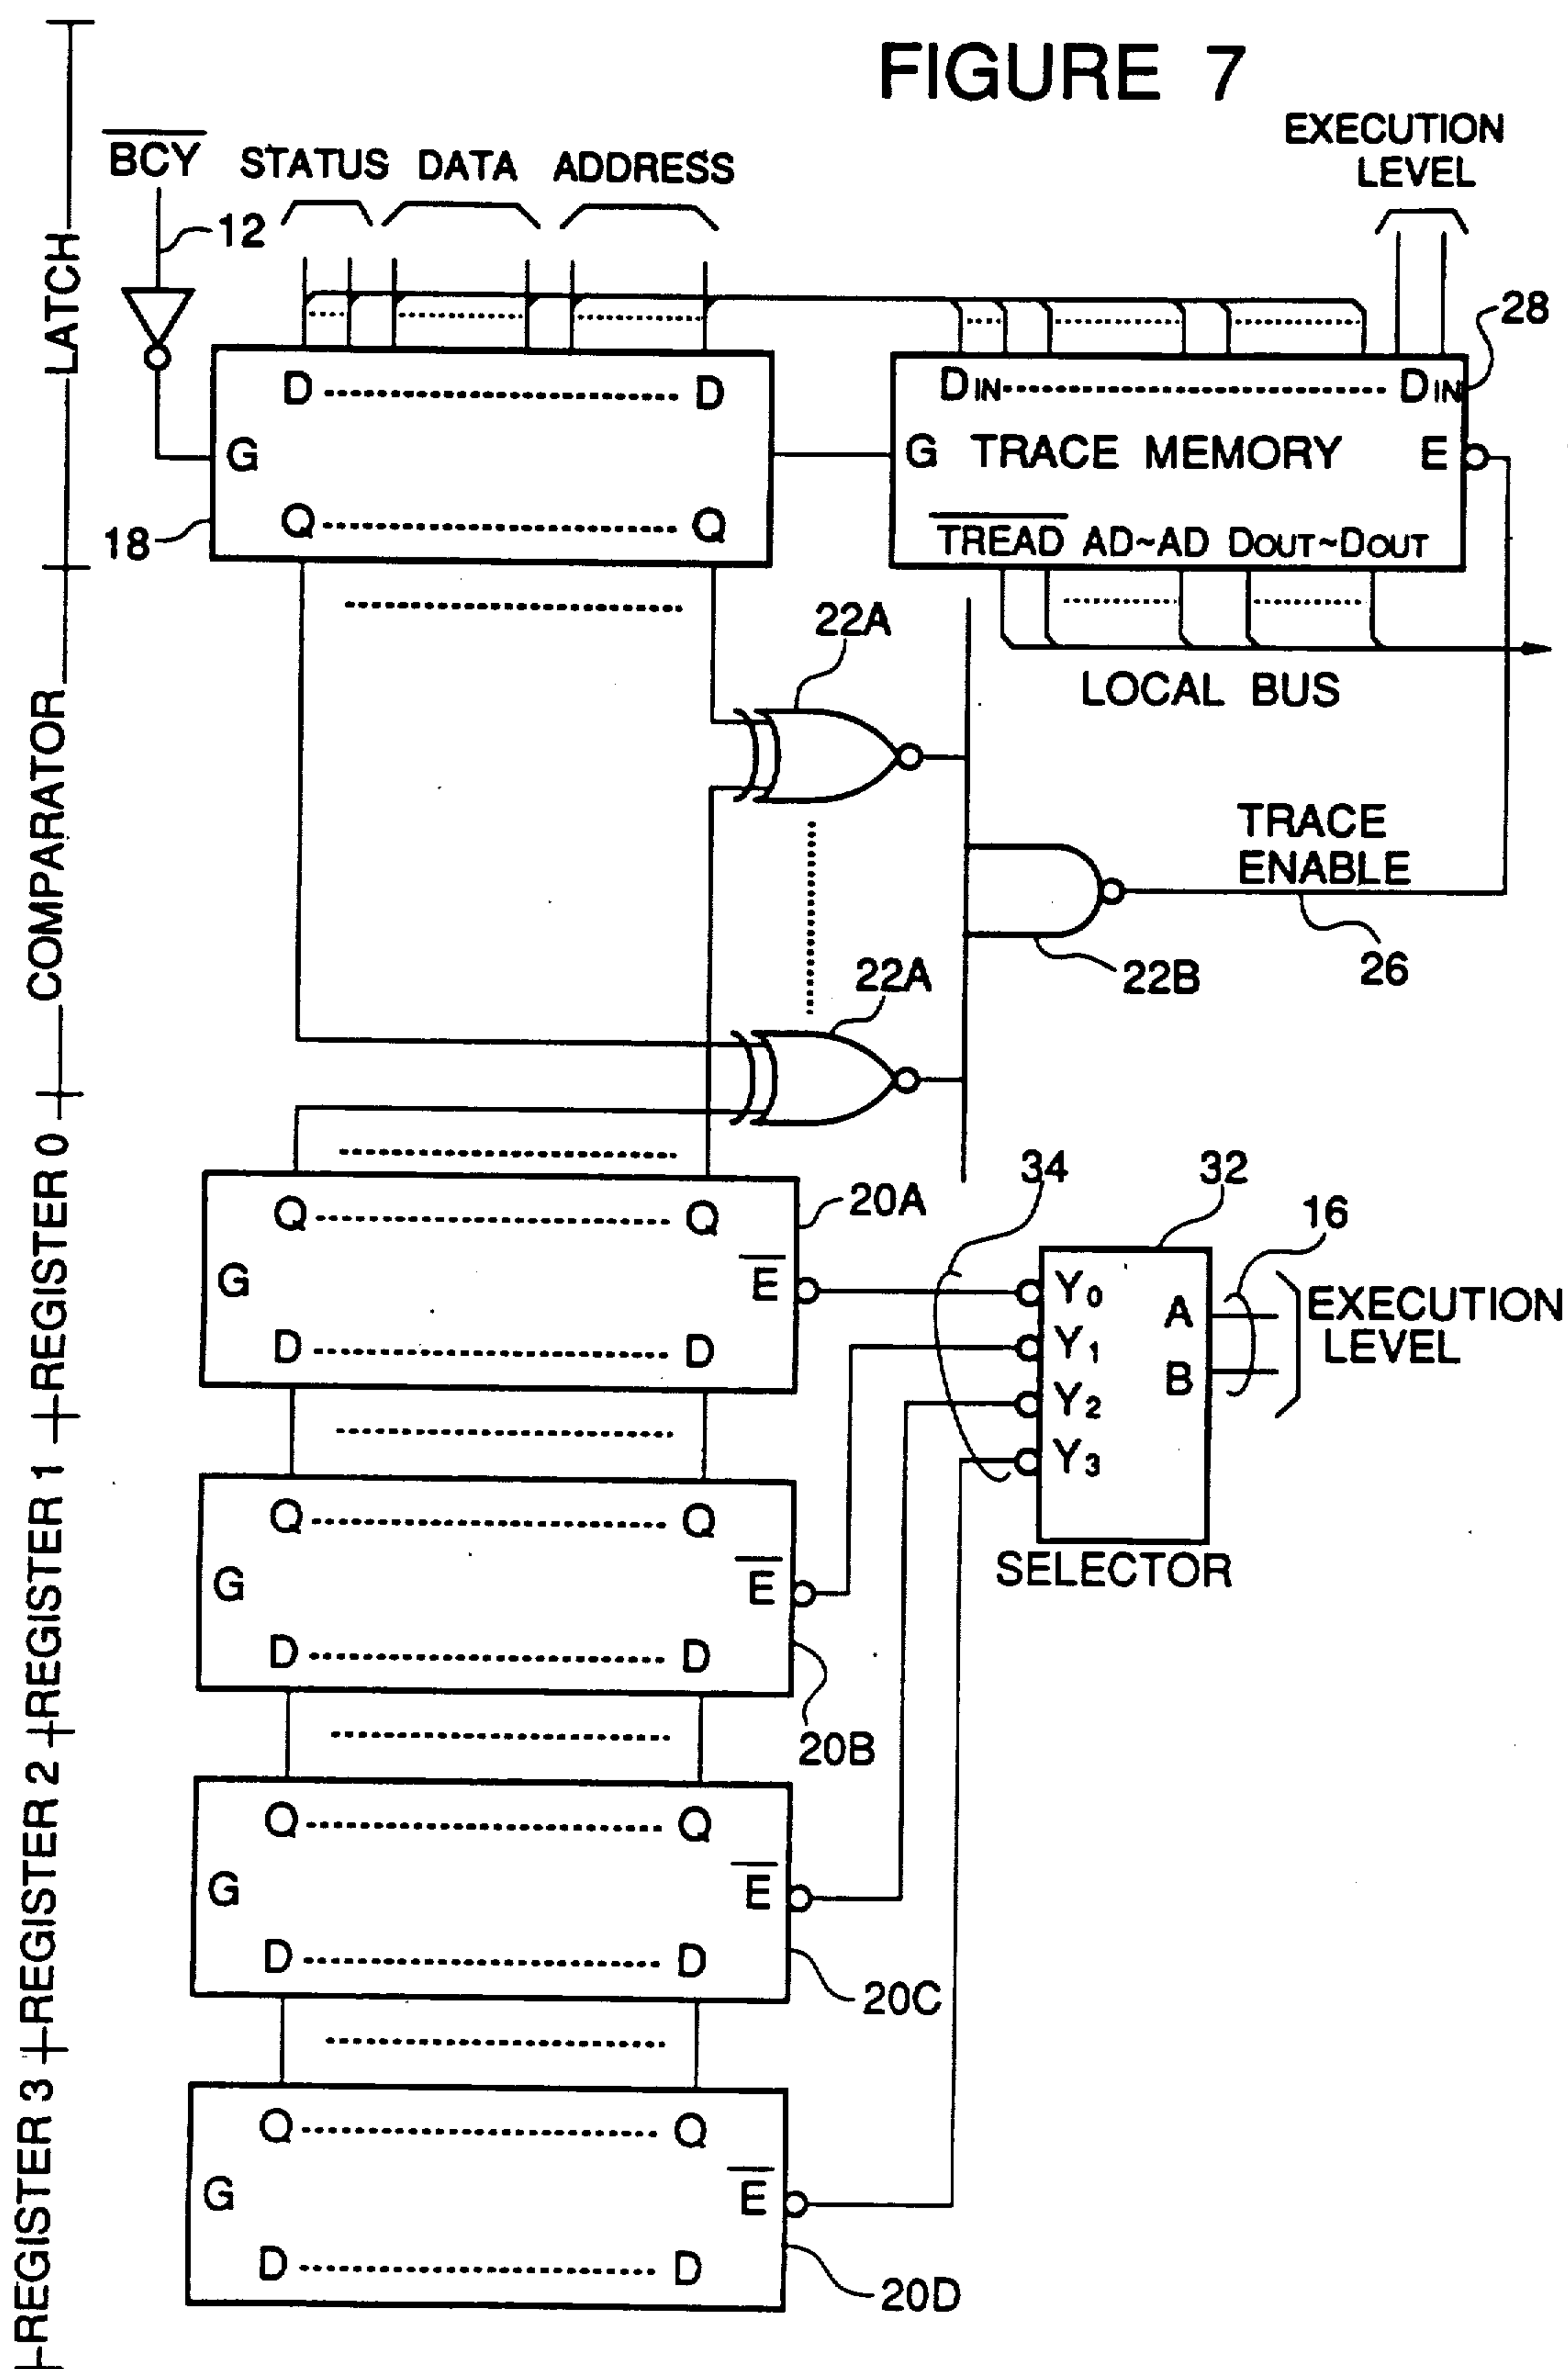 FIGURE 7
BCY STATUS DATA ADDRESS
EXECUTION
LEVEL
12
28
D D
DIN DIN
G
G TRACE MEMORY E
Q Q
TREAD AD~AD DOUT~DOUT
18
22A
LOCAL BUS
TRACE
ENABLE
22A
22B
26
34
32
16
Q Q
20A
G
E
D D
Y0
Y1
Y2
Y3
A
B
EXECUTION
LEVEL
SELECTOR
Q Q
G
E
D D
20B
Q Q
G
E
D D
20C
Q Q
G
E
D D
20D
LATCH
COMPARATOR
REGISTER 0
REGISTER 1
REGISTER 2
REGISTER 3